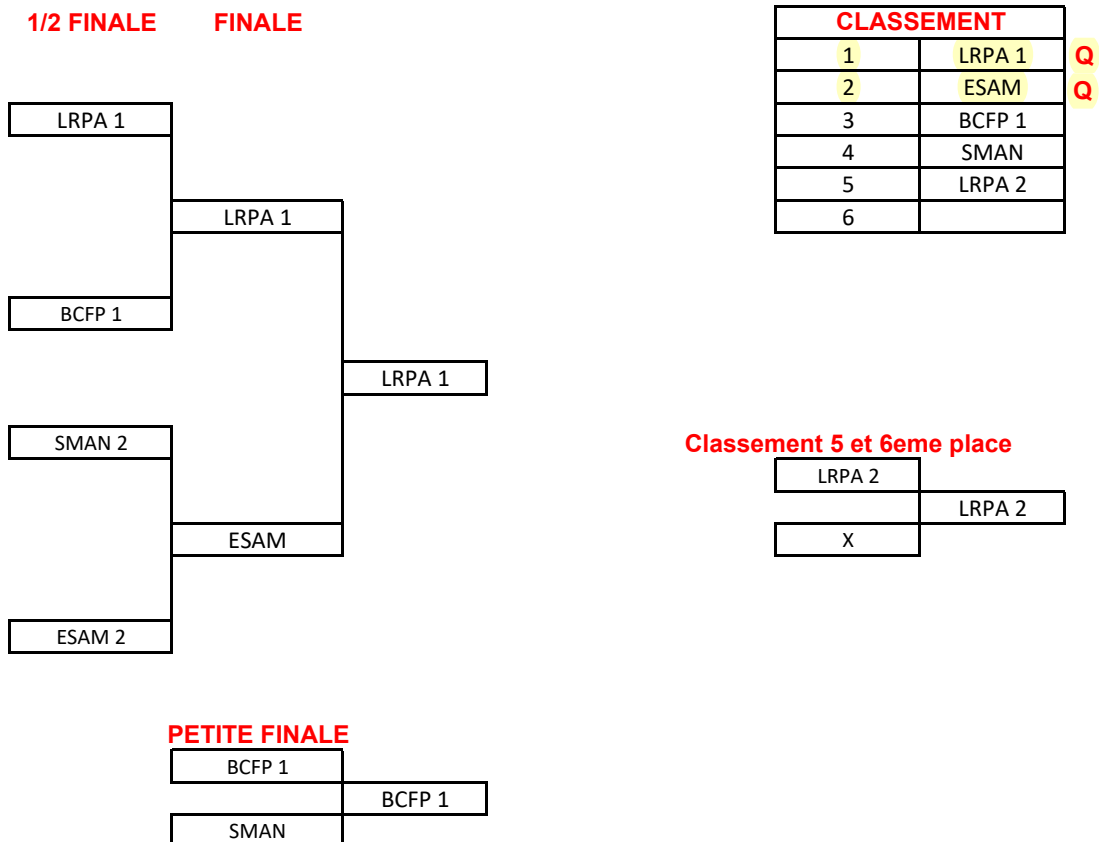 1/2 FINALE FINALE
CLASSEMENT
1 LRPA 1 Q
2 ESAM Q
3 BCFP 1
4 SMAN
5 LRPA 2
6
LRPA 1
LRPA 1
BCFP 1
LRPA 1
SMAN 2
ESAM
ESAM 2
Classement 5 et 6eme place
LRPA 2
LRPA 2
X
PETITE FINALE
BCFP 1
BCFP 1
SMAN